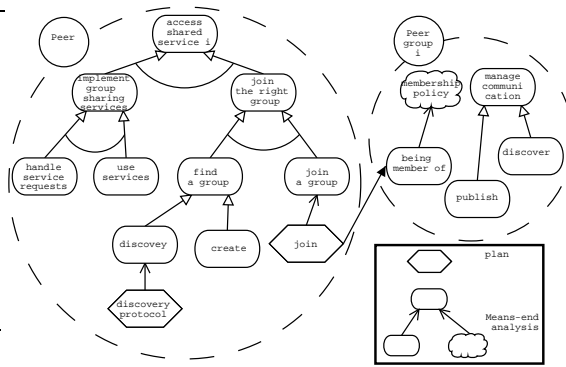 Peer
access
shared
service i
Implement
group
sharing
services
join
the right
group
handle
service
requests
use
services
find
a group
join
a group
discovey
create
join
discovery
protocol
Peer
group
i
membership
policy
manage
communi
cation
being
member of
discover
publish
plan
Means-end
analysis